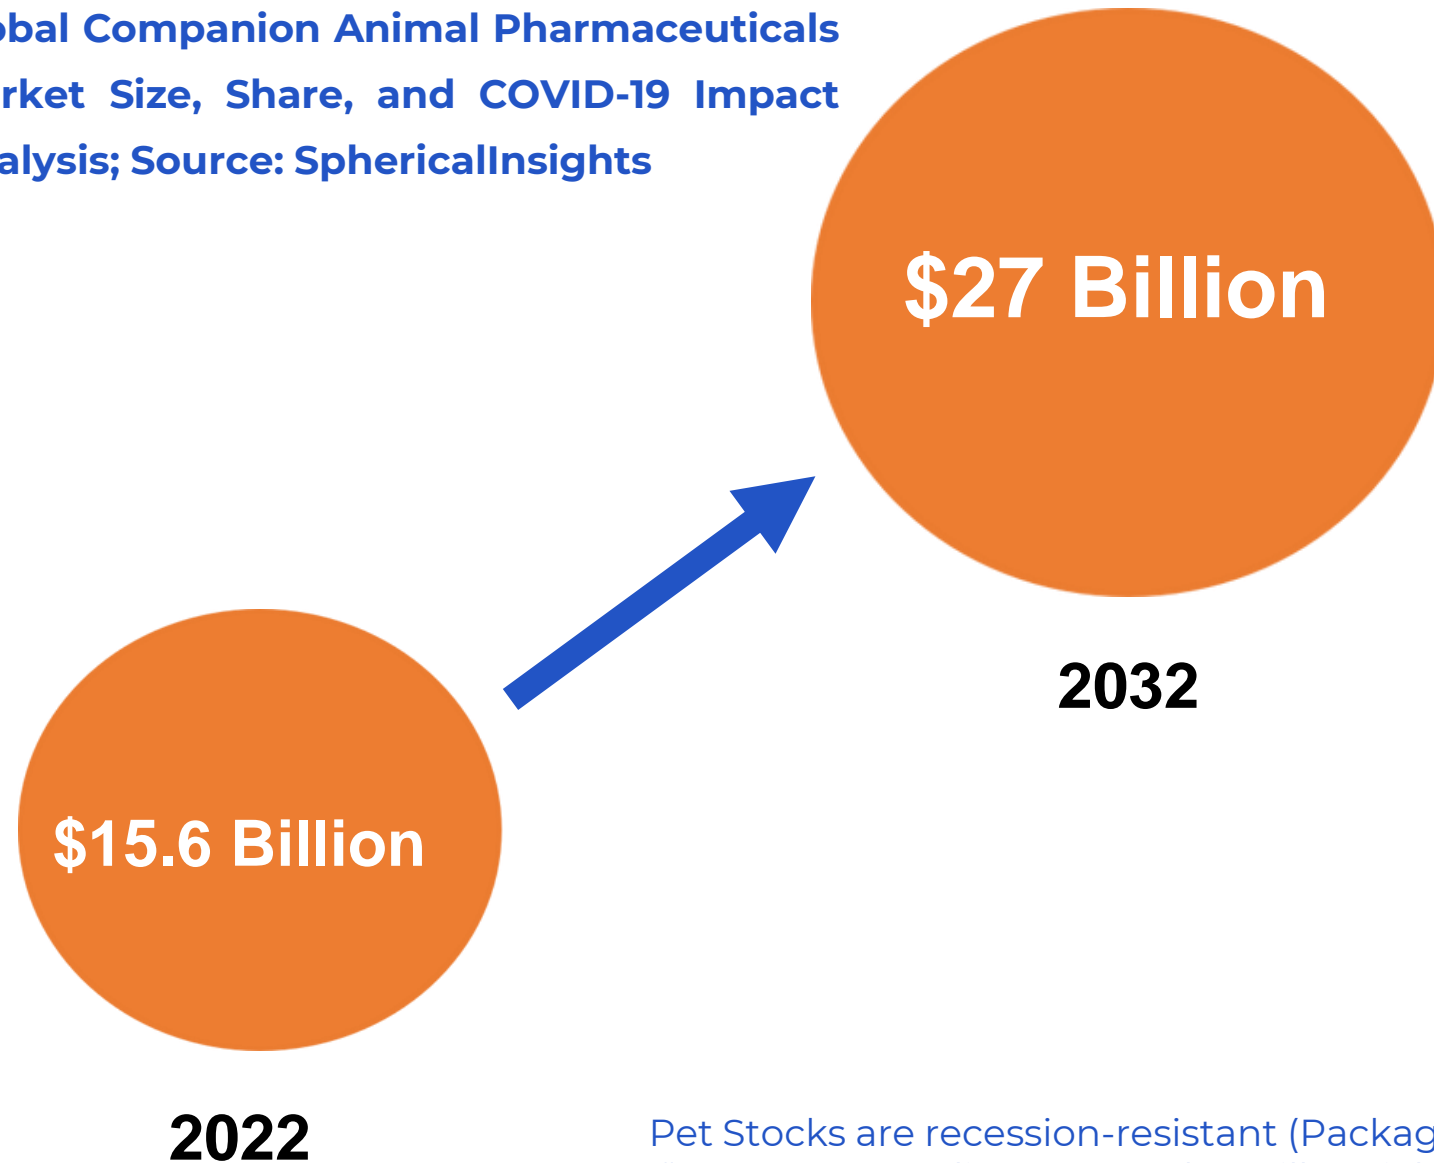 obal Companion Animal Pharmaceuticals
rket Size, Share, and COVID-19 Impact
alysis; Source: SphericalInsights
$27 Billion
2032
$15.6 Billion
2022
Pet Stocks are recession-resistant (Packag